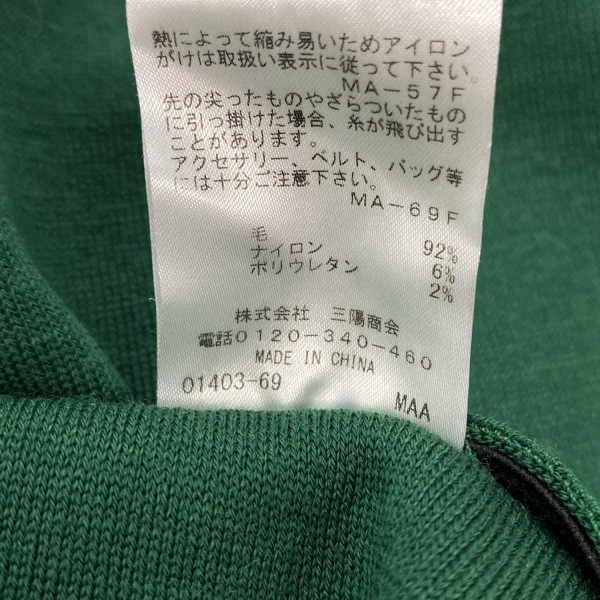 熱によって縮み易いためアイロン
がけは取扱い表示に従って下さい。
MA-57F
先の尖ったものやざらついたもの
に引っ掛けた場合、糸が飛び出す
ことがあります。
アクセサリー、ベルト、バッグ等
には十分ご注意下さい。
MA-69F
毛 92%
ナイロン 6%
ポリウレタン 2%
株式会社 三陽商会
電話0120-340-460
MADE IN CHINA
01403-69 MAA